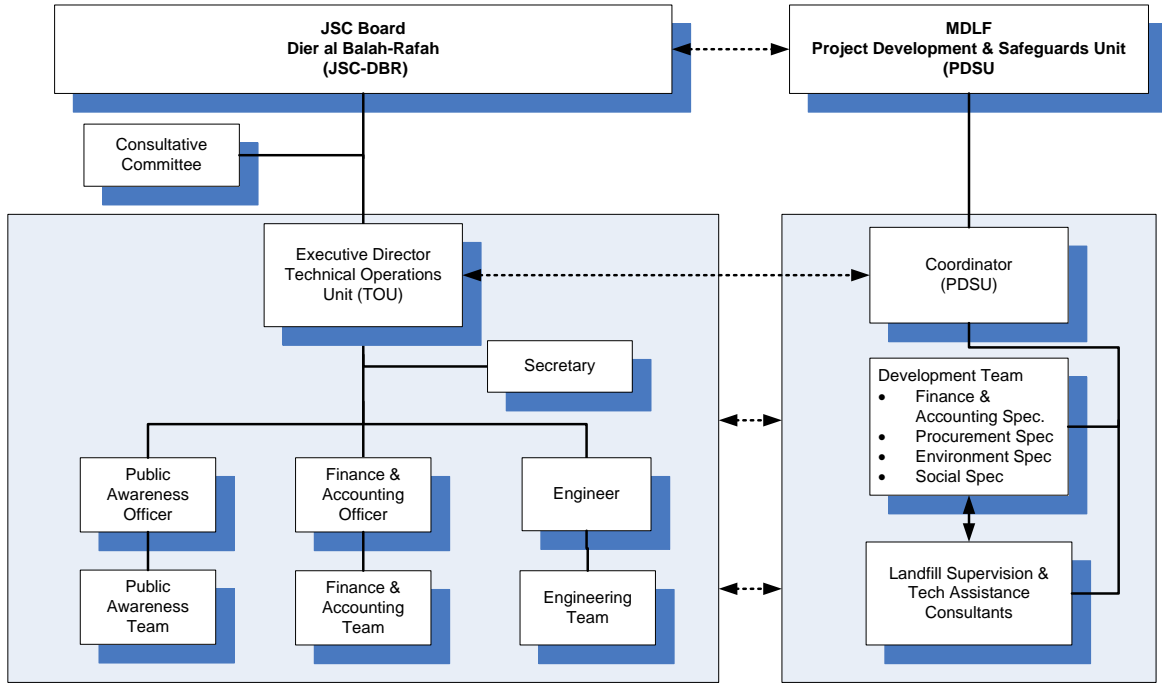 JSC Board
Dier al Balah-Rafah
(JSC-DBR)
MDLF
Project Development & Safeguards Unit
(PDSU
Consultative
Committee
Executive Director
Technical Operations
Unit (TOU)
Coordinator
(PDSU)
Secretary
Development Team
• Finance &
Accounting Spec.
• Procurement Spec
• Environment Spec
• Social Spec
Public
Awareness
Officer
Finance &
Accounting
Officer
Engineer
Public
Awareness
Team
Finance &
Accounting
Team
Engineering
Team
Landfill Supervision &
Tech Assistance
Consultants